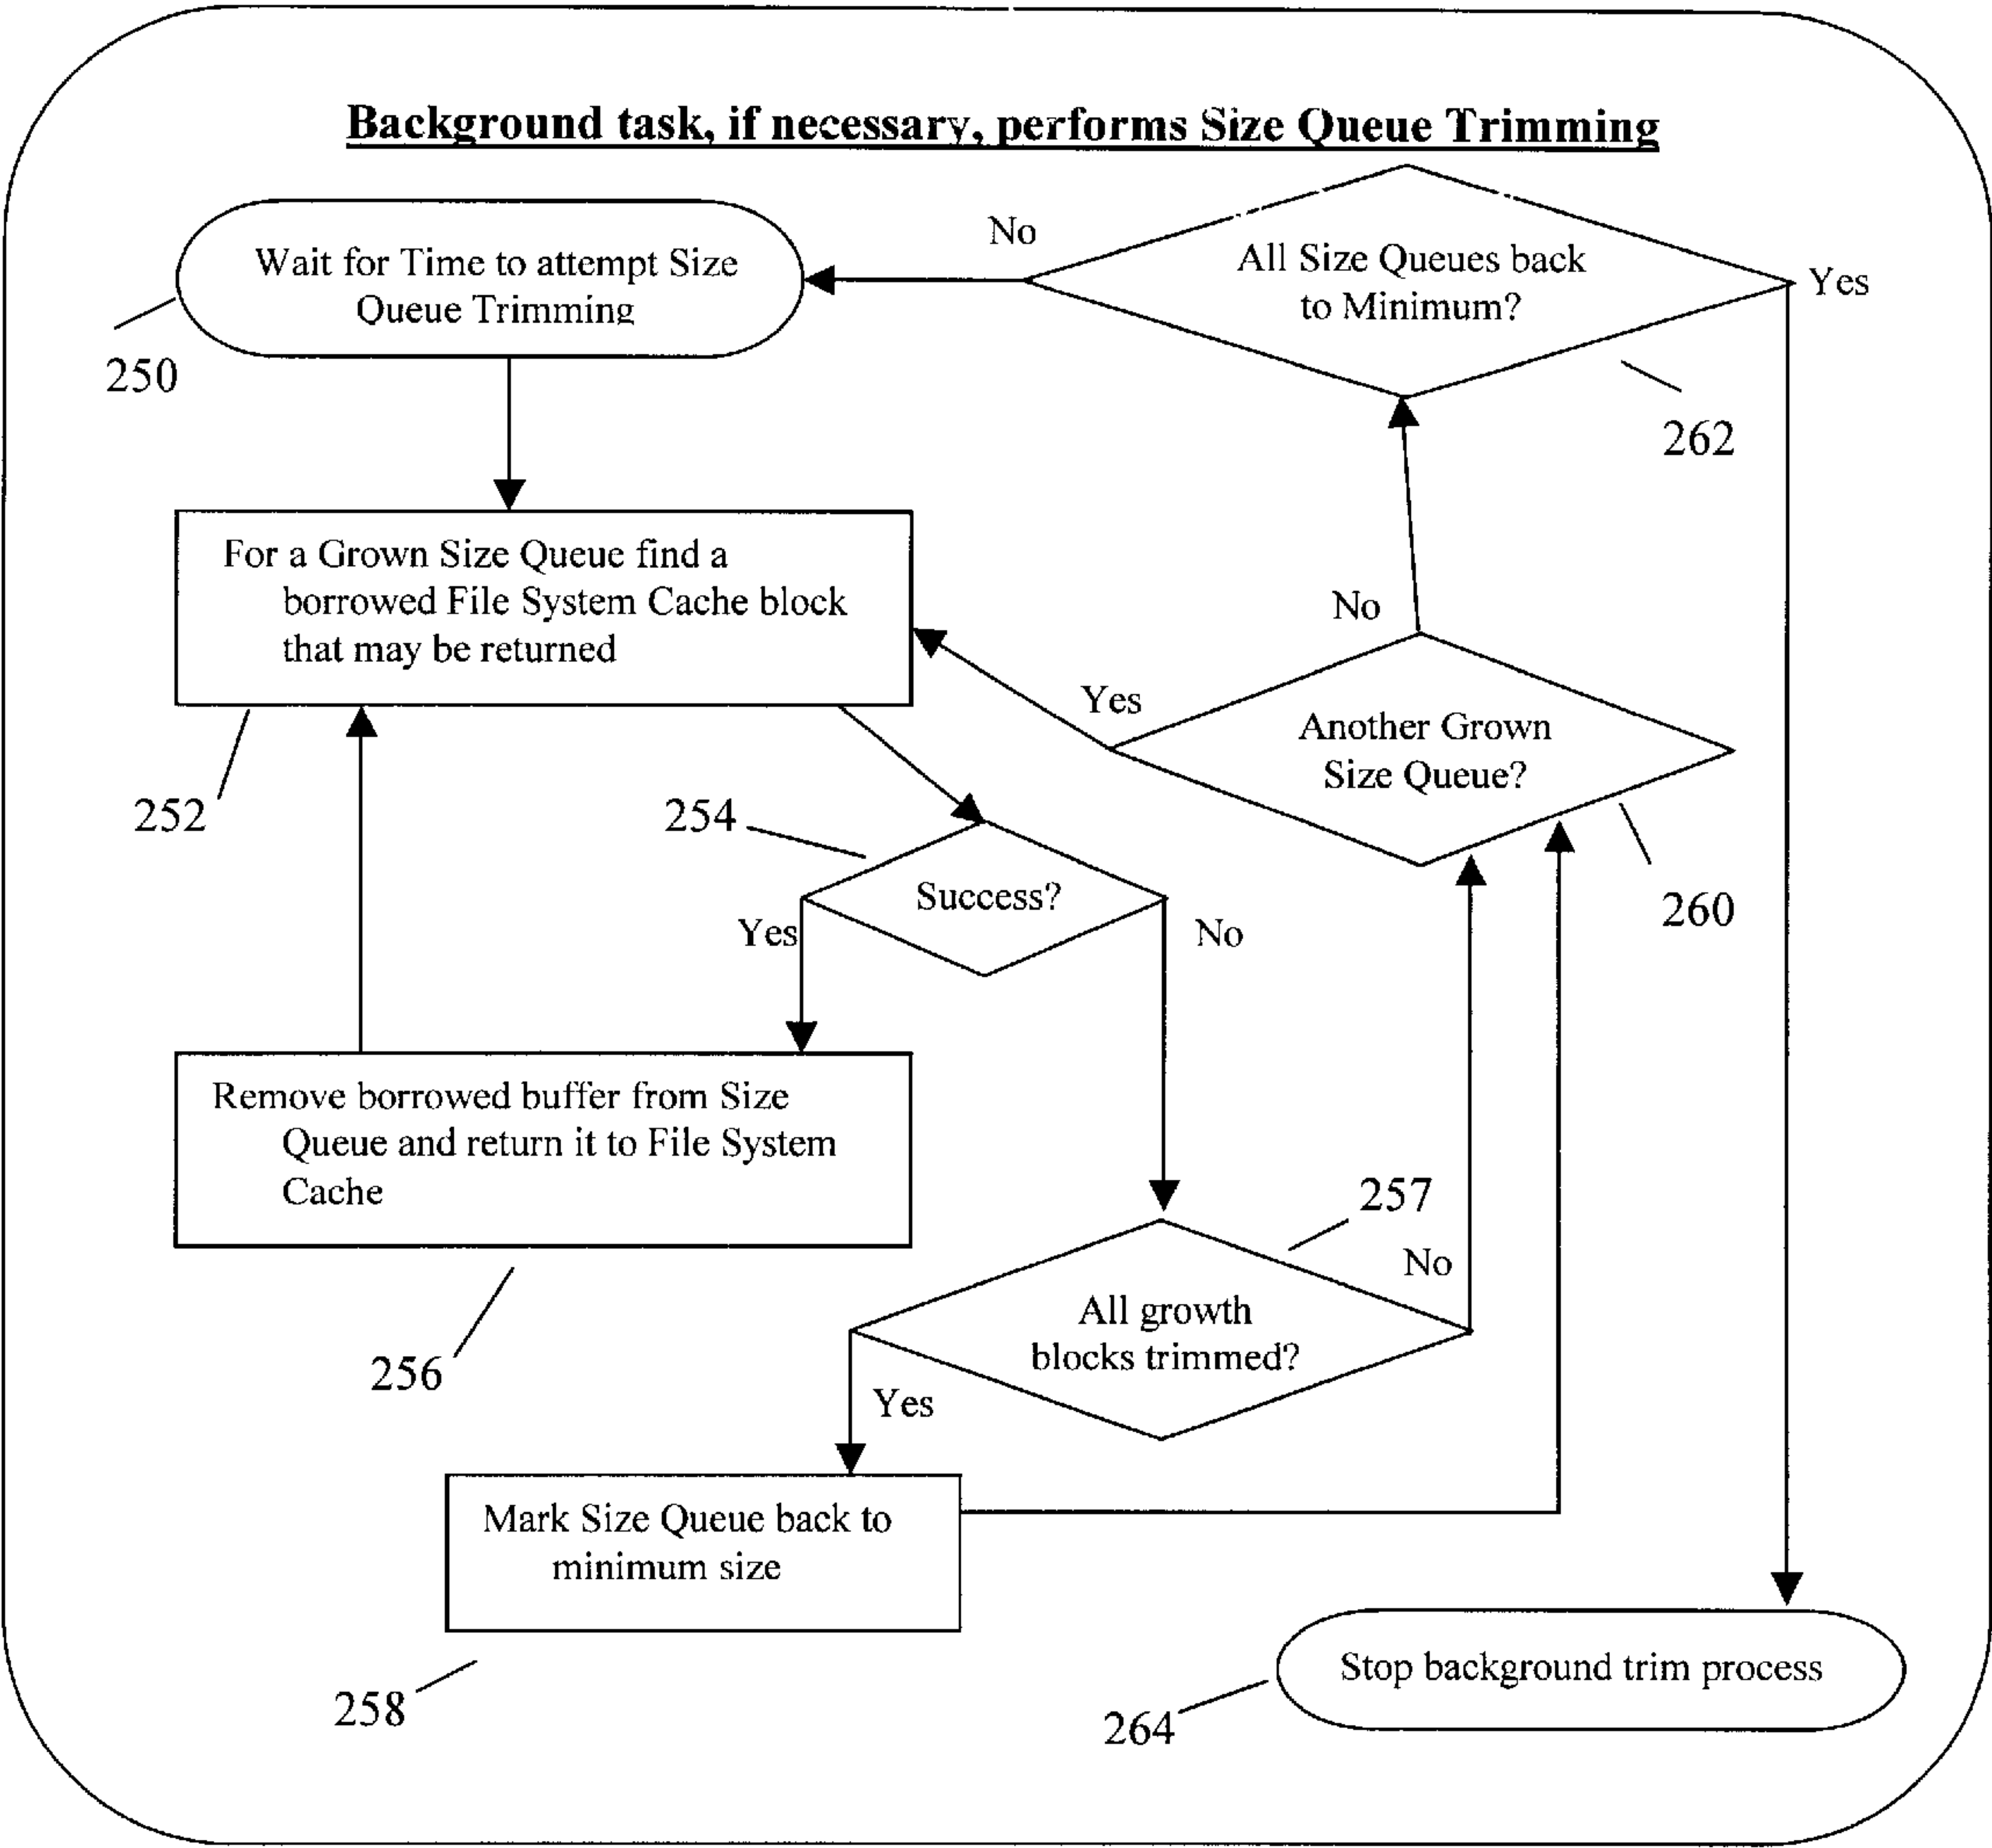 Background task, if necessary, performs Size Queue Trimming
Wait for Time to attempt Size
Queue Trimming
250
No
All Size Queues back
to Minimum?
Yes
262
For a Grown Size Queue find a
borrowed File System Cache block
that may be returned
252
No
Yes
Another Grown
Size Queue?
260
254
Success?
Yes
No
Remove borrowed buffer from Size
Queue and return it to File System
Cache
256
257
No
All growth
blocks trimmed?
Yes
Mark Size Queue back to
minimum size
258
Stop background trim process
264